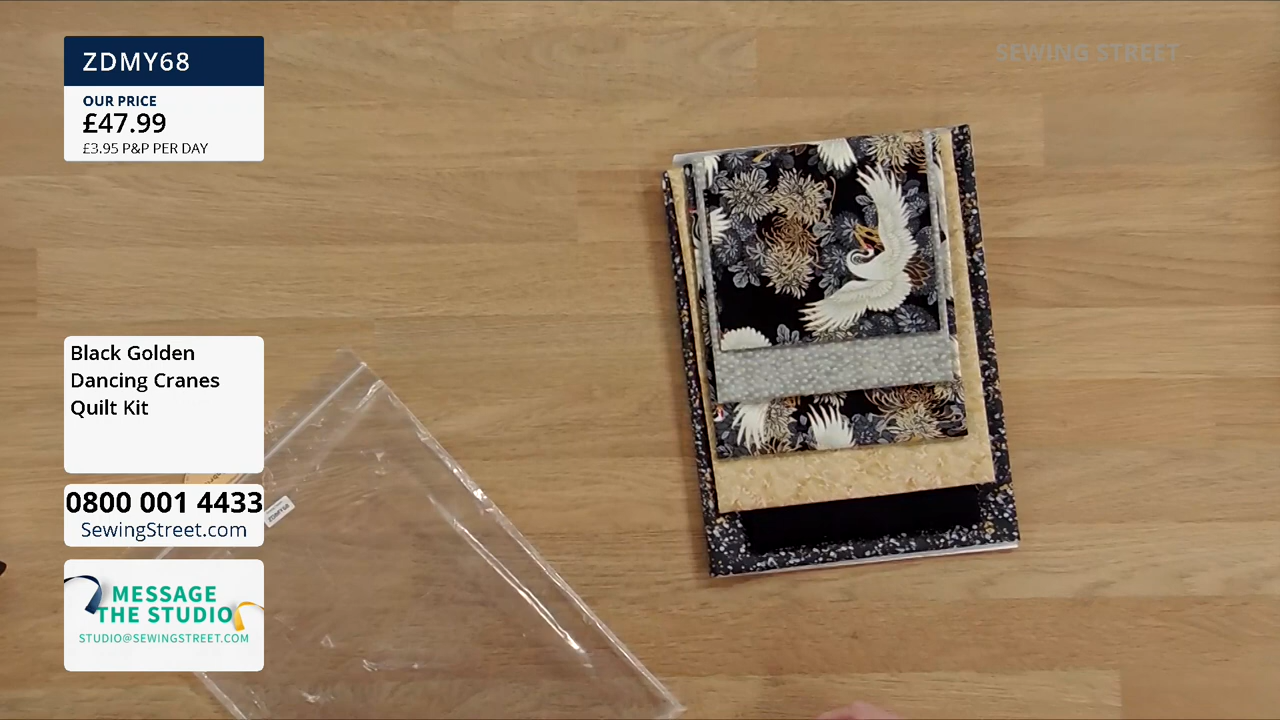 ZDMY68
OUR PRICE
£47.99
£3.95 P&P PER DAY
SEWING STREET
Black Golden
Dancing Cranes
Quilt Kit
0800 001 4433
SewingStreet.com
ZDMY68
MESSAGE
THE STUDIO
STUDIO@SEWINGSTREET.COM